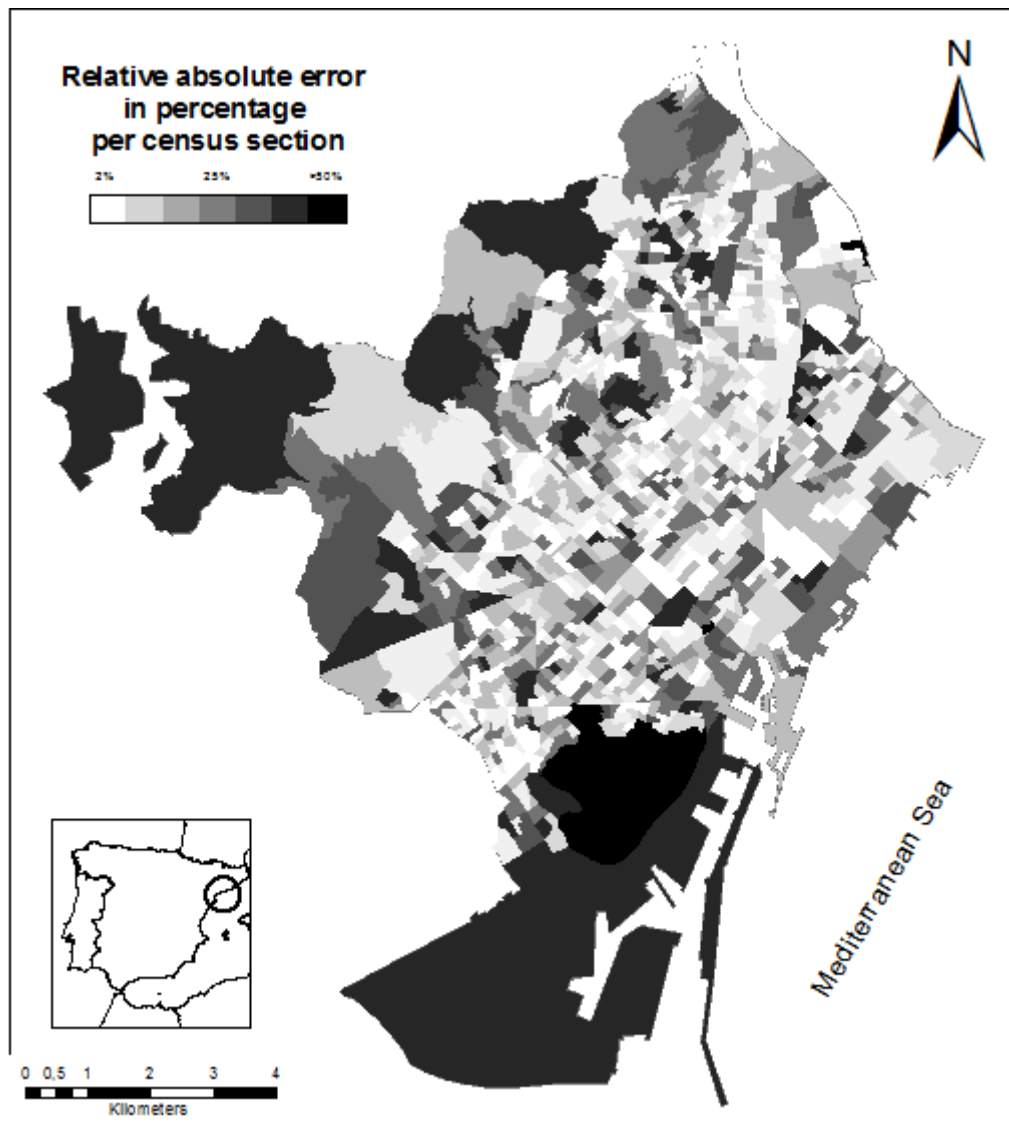 Relative absolute error
in percentage
per census section
2% 25% >50%
N
Mediterranean Sea
0 0,5 1 2 3 4
Kilometers